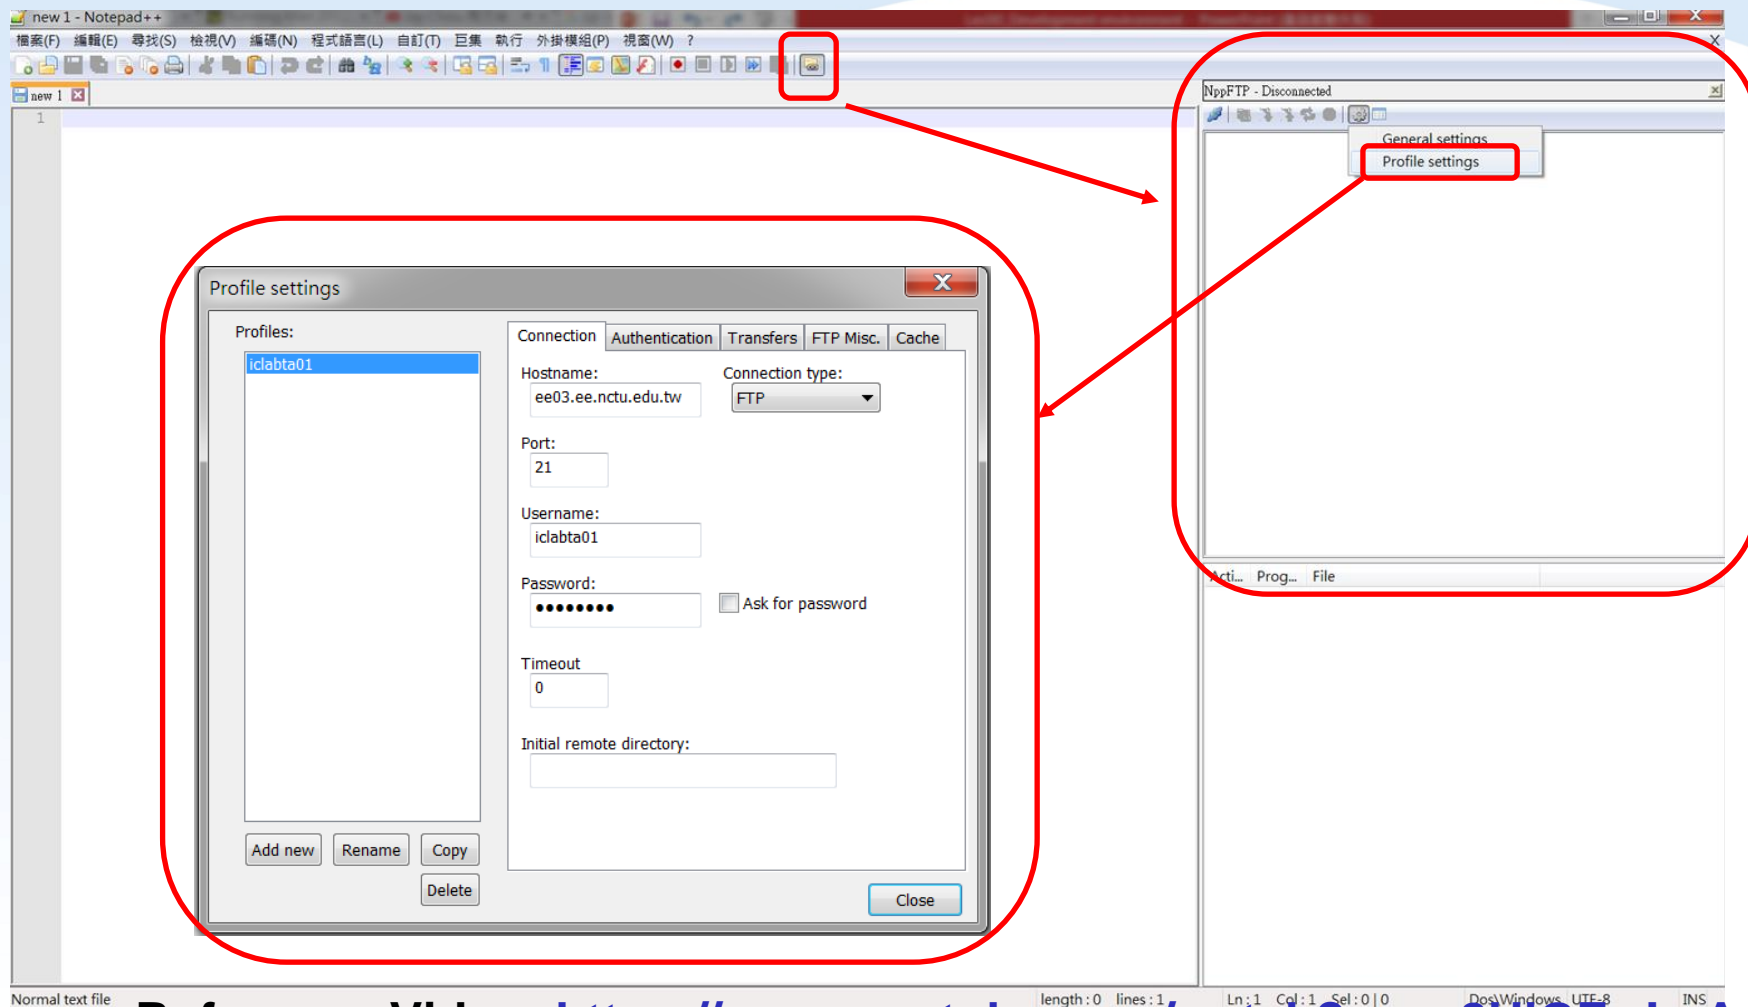 new 1 - Notepad++
檔案(F) 編輯(E) 尋找(S) 檢視(V) 編碼(N) 程式語言(L) 自訂(T) 巨集 執行 外掛模組(P) 視窗(W) ? X
new 1
1
NppFTP - Disconnected
General settings
Profile settings
Profile settings
Profiles:
iclabta01
Connection Authentication Transfers FTP Misc. Cache
Hostname: Connection type:
ee03.ee.nctu.edu.tw FTP
Port:
21
Username:
iclabta01
Password:
●●●●●●●● Ask for password
Timeout
0
Initial remote directory:
Add new Rename Copy
Delete
Close
Acti... Prog... File
Normal text file length : 0 lines : 1 Ln : 1 Col : 1 Sel : 0 | 0 Dos\Windows UTF-8 INS